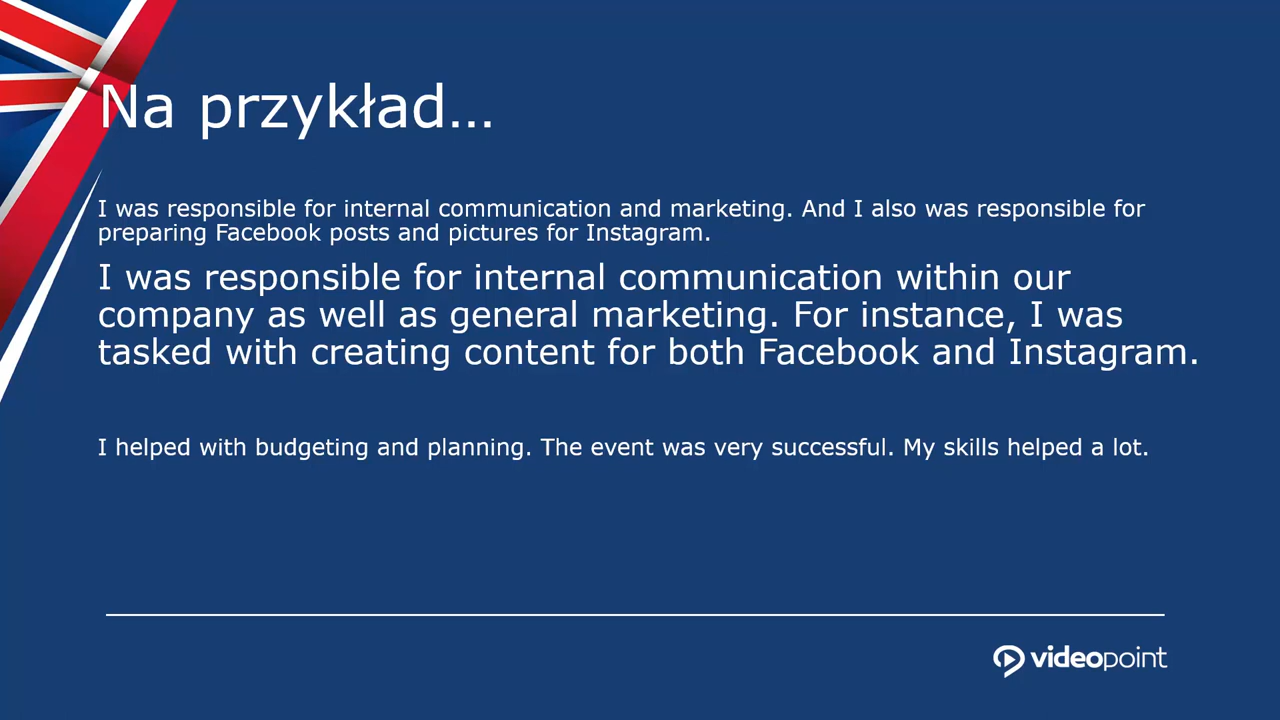 Na przykład...
I was responsible for internal communication and marketing. And I also was responsible for
preparing Facebook posts and pictures for Instagram.
I was responsible for internal communication within our
company as well as general marketing. For instance, I was
tasked with creating content for both Facebook and Instagram.
I helped with budgeting and planning. The event was very successful. My skills helped a lot.
videopoint